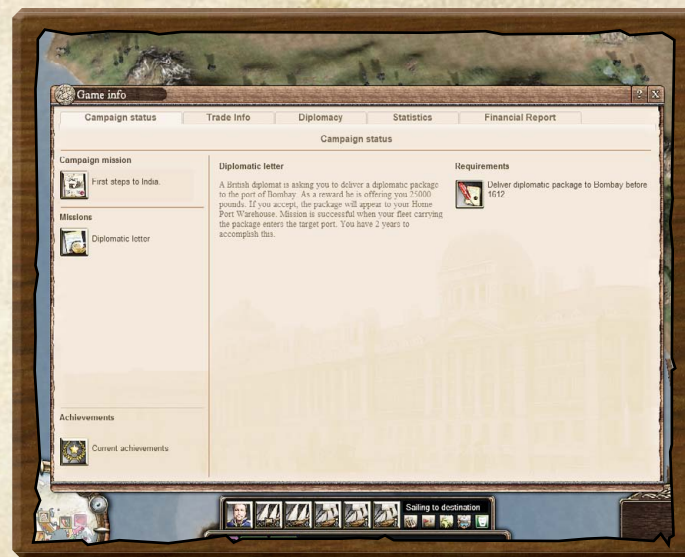 Game info
? X
Campaign status Trade Info Diplomacy Statistics Financial Report
Campaign status
Campaign mission
First steps to India.
Missions
Diplomatic letter
Achievements
Current achievements
Diplomatic letter
A British diplomat is asking you to deliver a diplomatic package
to the port of Bombay. As a reward he is offering you 25000
pounds. If you accept, the package will appear to your Home
Port Warehouse. Mission is successful when your fleet carrying
the package enters the target port. You have 2 years to
accomplish this.
Requirements
Deliver diplomatic package to Bombay before
1612
Sailing to destination